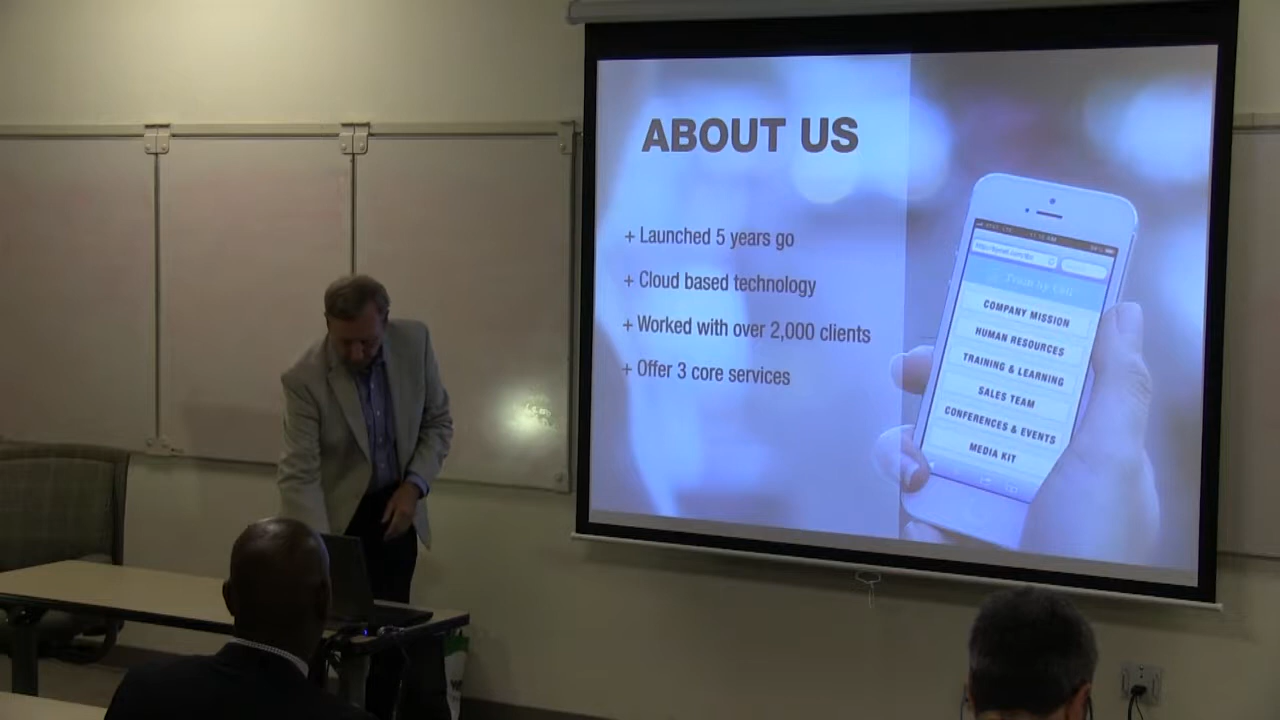 ABOUT US
+ Launched 5 years go
+ Cloud based technology
+ Worked with over 2,000 clients
+ Offer 3 core services
COMPANY MISSION
HUMAN RESOURCES
TRAINING & LEARNING
SALES TEAM
CONFERENCES & EVENTS
MEDIA KIT